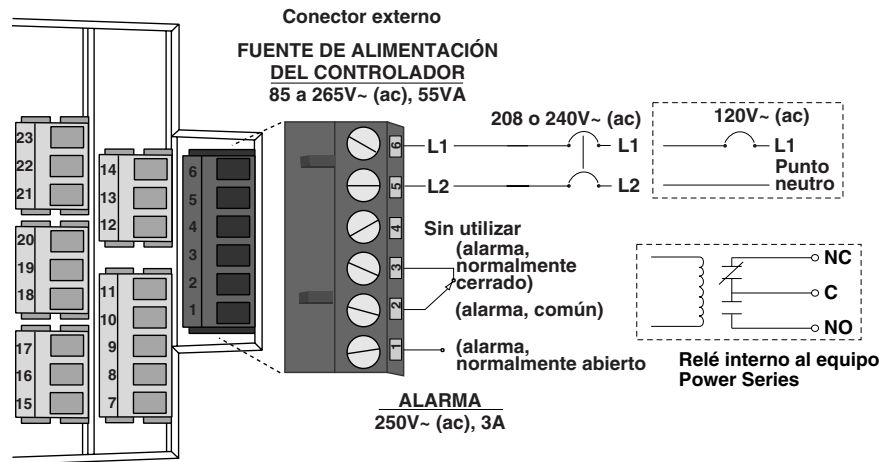 Conector externo
FUENTE DE ALIMENTACIÓN
DEL CONTROLADOR
85 a 265V~ (ac), 55VA
208 o 240V~ (ac)
120V~ (ac)
6
L1
L1
L1
5
L2
L2
Punto
neutro
4
Sin utilizar
3
(alarma,
normalmente
cerrado)
2
(alarma, común)
1
(alarma,
normalmente abierto
ALARMA
250V~ (ac), 3A
NC
C
NO
Relé interno al equipo
Power Series
23
22
21
20
19
18
17
16
15
14
13
12
11
10
9
8
7
6
5
4
3
2
1